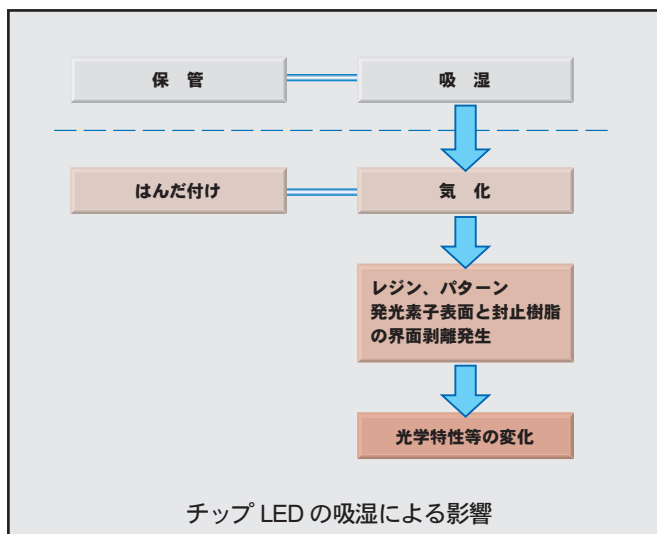 保　管
吸　湿
はんだ付け
気　化
レジン、パターン
発光素子表面と封止樹脂
の界面剥離発生
光学特性等の変化
チップ LED の吸湿による影響